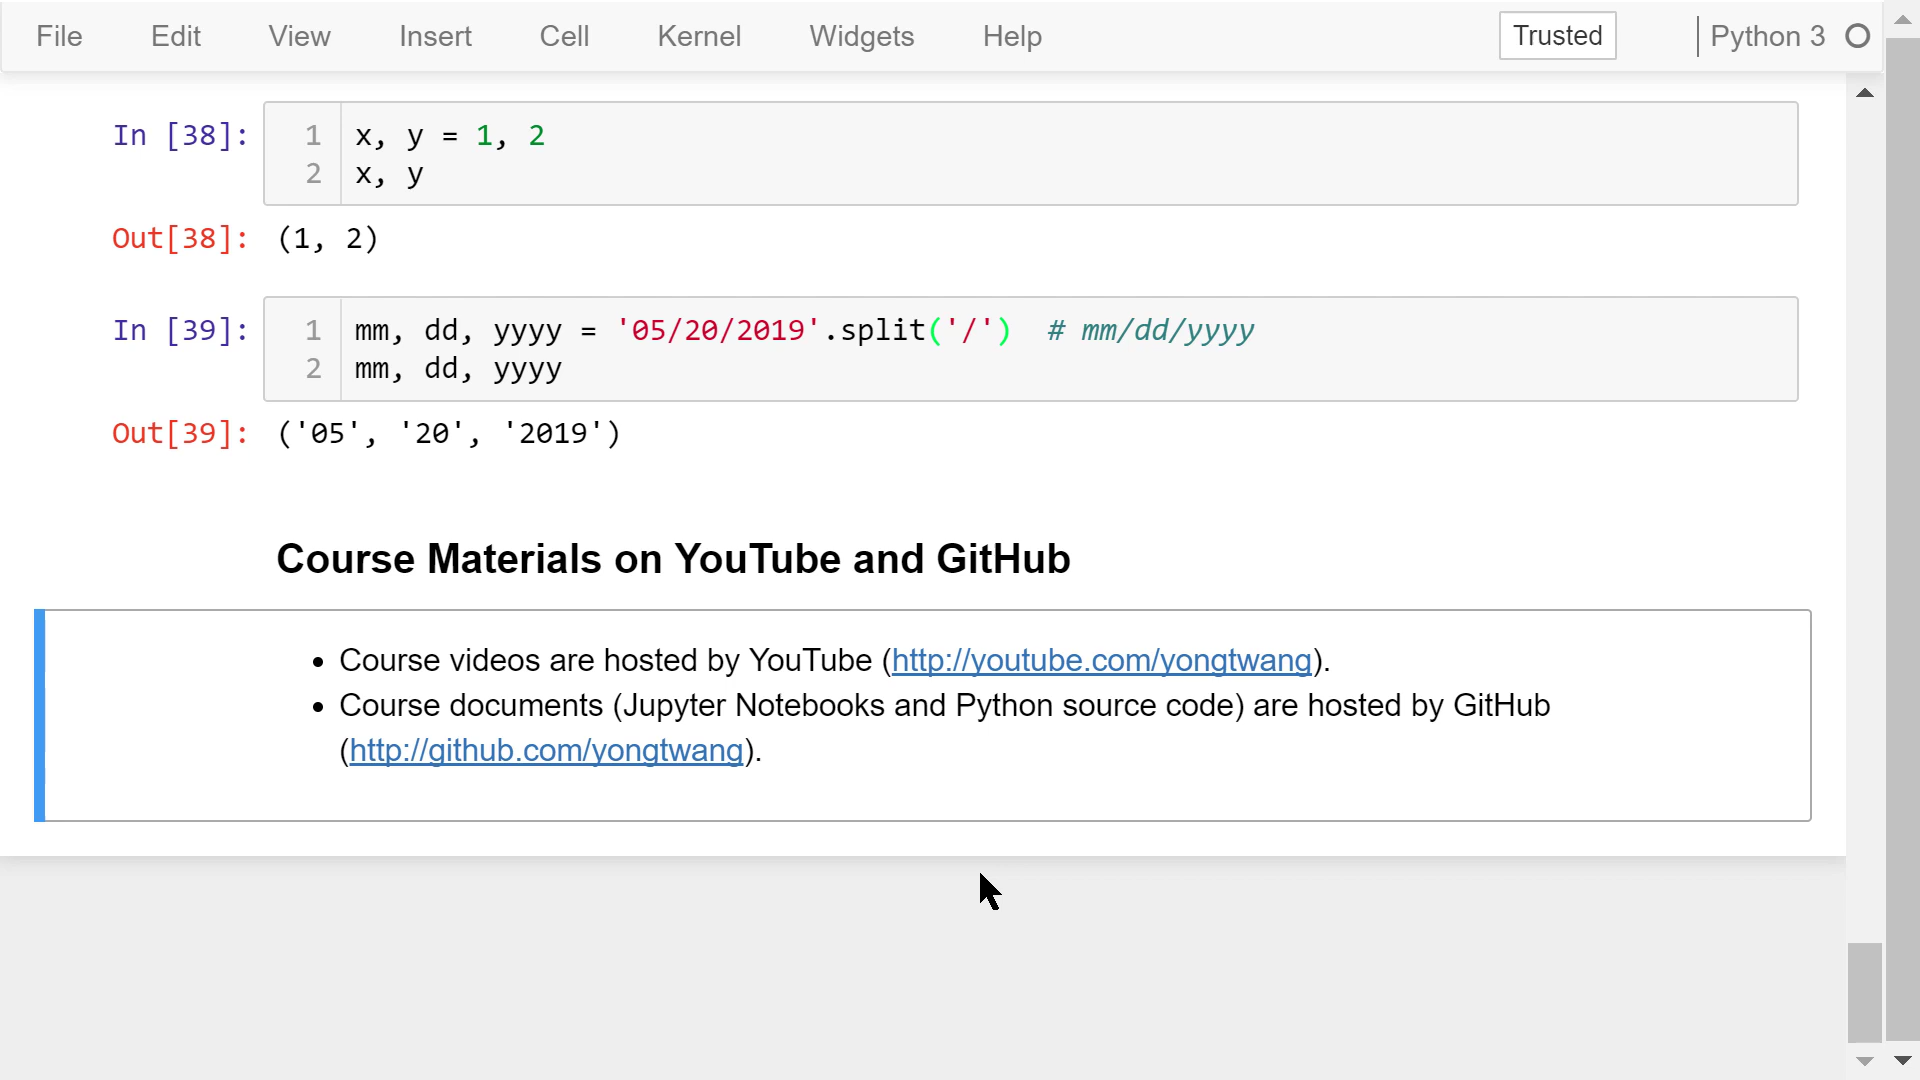 File Edit View Insert Cell Kernel Widgets Help Trusted Python 3
In [38]: 1 x, y = 1, 2
2 x, y
Out[38]: (1, 2)
In [39]: 1 mm, dd, yyyy = '05/20/2019'.split('/')  # mm/dd/yyyy
2 mm, dd, yyyy
Out[39]: ('05', '20', '2019')
Course Materials on YouTube and GitHub
• Course videos are hosted by YouTube (http://youtube.com/yongtwang).
• Course documents (Jupyter Notebooks and Python source code) are hosted by GitHub
(http://github.com/yongtwang).